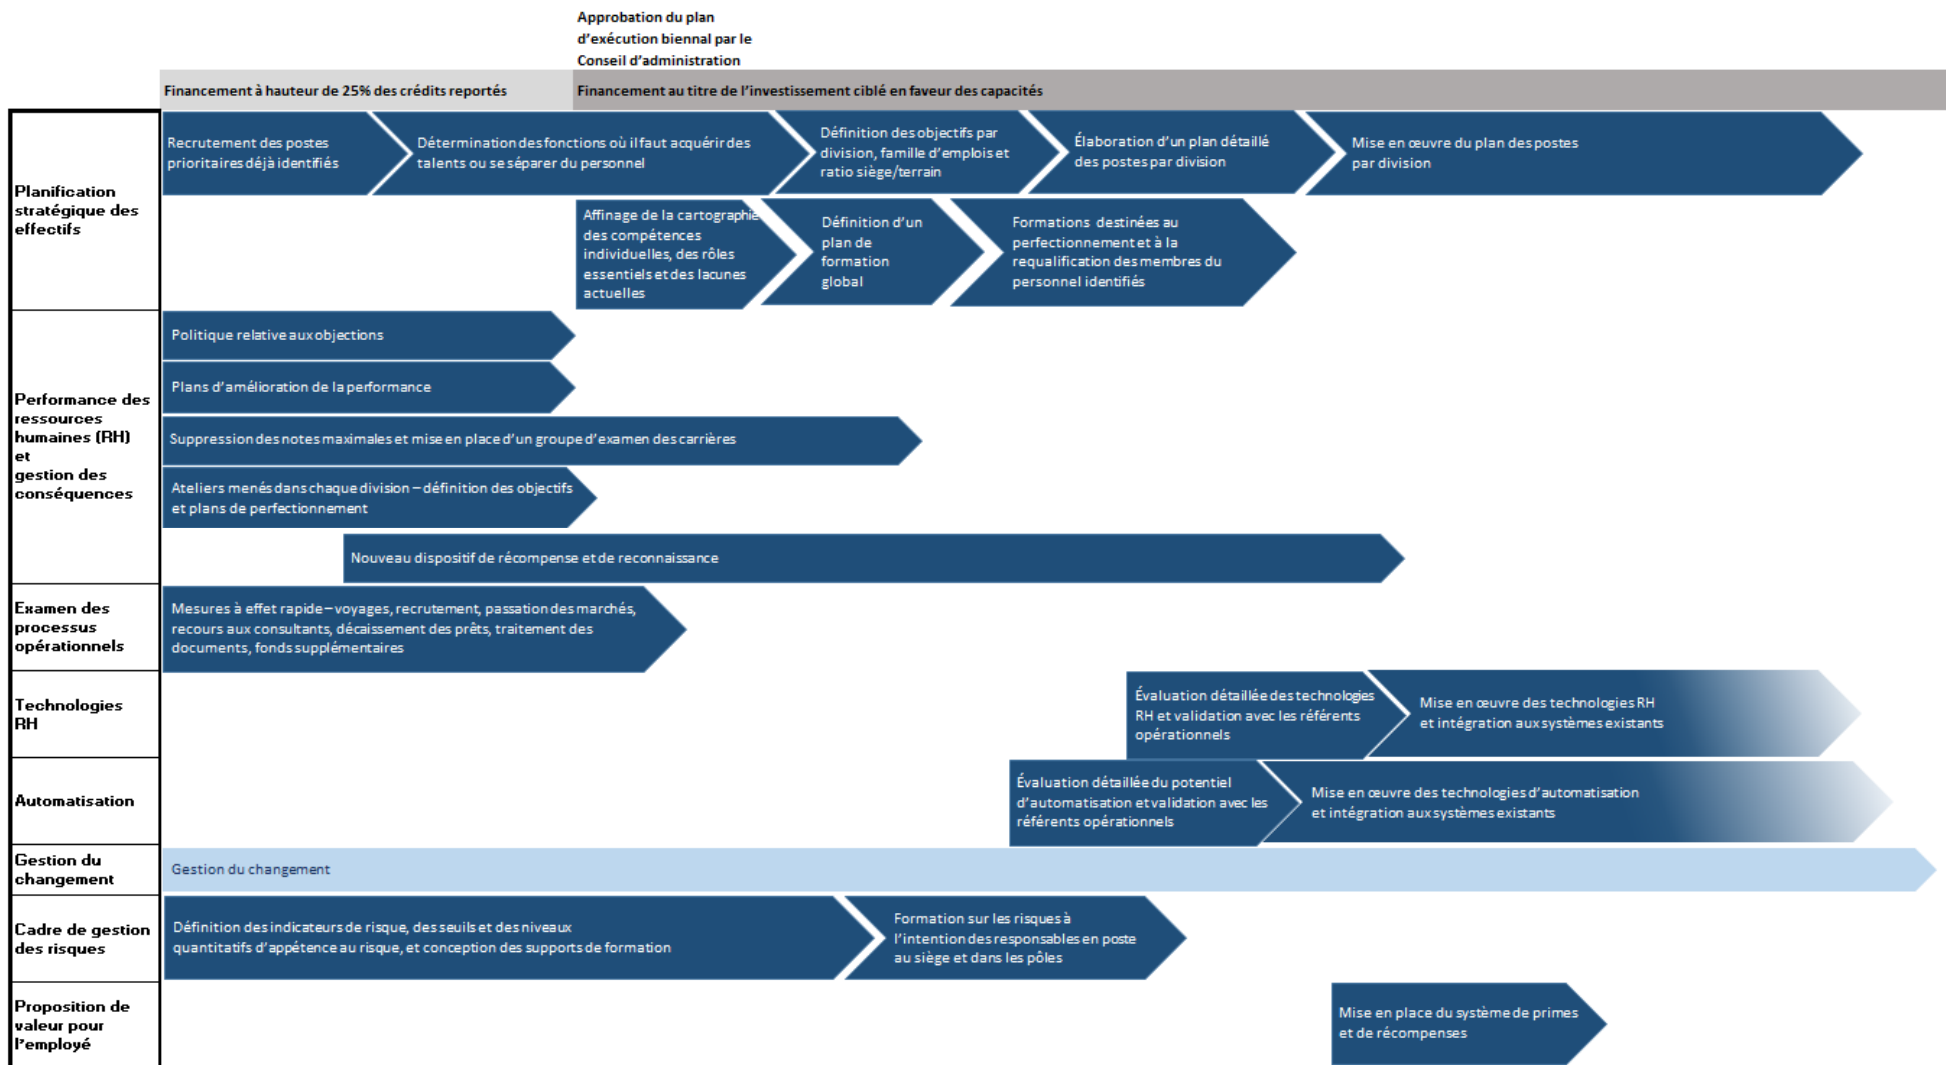 Approbation du plan
d’exécution biennal par le
Conseil d’administration
Financement à hauteur de 25% des crédits reportés
Financement au titre de l’investissement ciblé en faveur des capacités
Planification
stratégique des
effectifs
Recrutement des postes
prioritaires déjà identifiés
Détermination des fonctions où il faut acquérir des
talents ou se séparer du personnel
Définition des objectifs par
division, famille d’emplois et
ratio siège/terrain
Élaboration d’un plan détaillé
des postes par division
Mise en œuvre du plan des postes
par division
Affinage de la cartographie
des compétences
individuelles, des rôles
essentiels et des lacunes
actuelles
Définition d’un
plan de
formation
global
Formations destinées au
perfectionnement et à la
requalification des membres du
personnel identifiés
Performance des
ressources
humaines (RH)
et
gestion des
conséquences
Politique relative aux objections
Plans d’amélioration de la performance
Suppression des notes maximales et mise en place d’un groupe d’examen des carrières
Ateliers menés dans chaque division – définition des objectifs
et plans de perfectionnement
Nouveau dispositif de récompense et de reconnaissance
Examen des
processus
opérationnels
Mesures à effet rapide – voyages, recrutement, passation des marchés,
recours aux consultants, décaissement des prêts, traitement des
documents, fonds supplémentaires
Technologies
RH
Évaluation détaillée des technologies
RH et validation avec les référents
opérationnels
Mise en œuvre des technologies RH
et intégration aux systèmes existants
Automatisation
Évaluation détaillée du potentiel
d’automatisation et validation avec les
référents opérationnels
Mise en œuvre des technologies d’automatisation
et intégration aux systèmes existants
Gestion du
changement
Gestion du changement
Cadre de gestion
des risques
Définition des indicateurs de risque, des seuils et des niveaux
quantitatifs d’appétence au risque, et conception des supports de formation
Formation sur les risques à
l’intention des responsables en poste
au siège et dans les pôles
Proposition de
valeur pour
l’employé
Mise en place du système de primes
et de récompenses